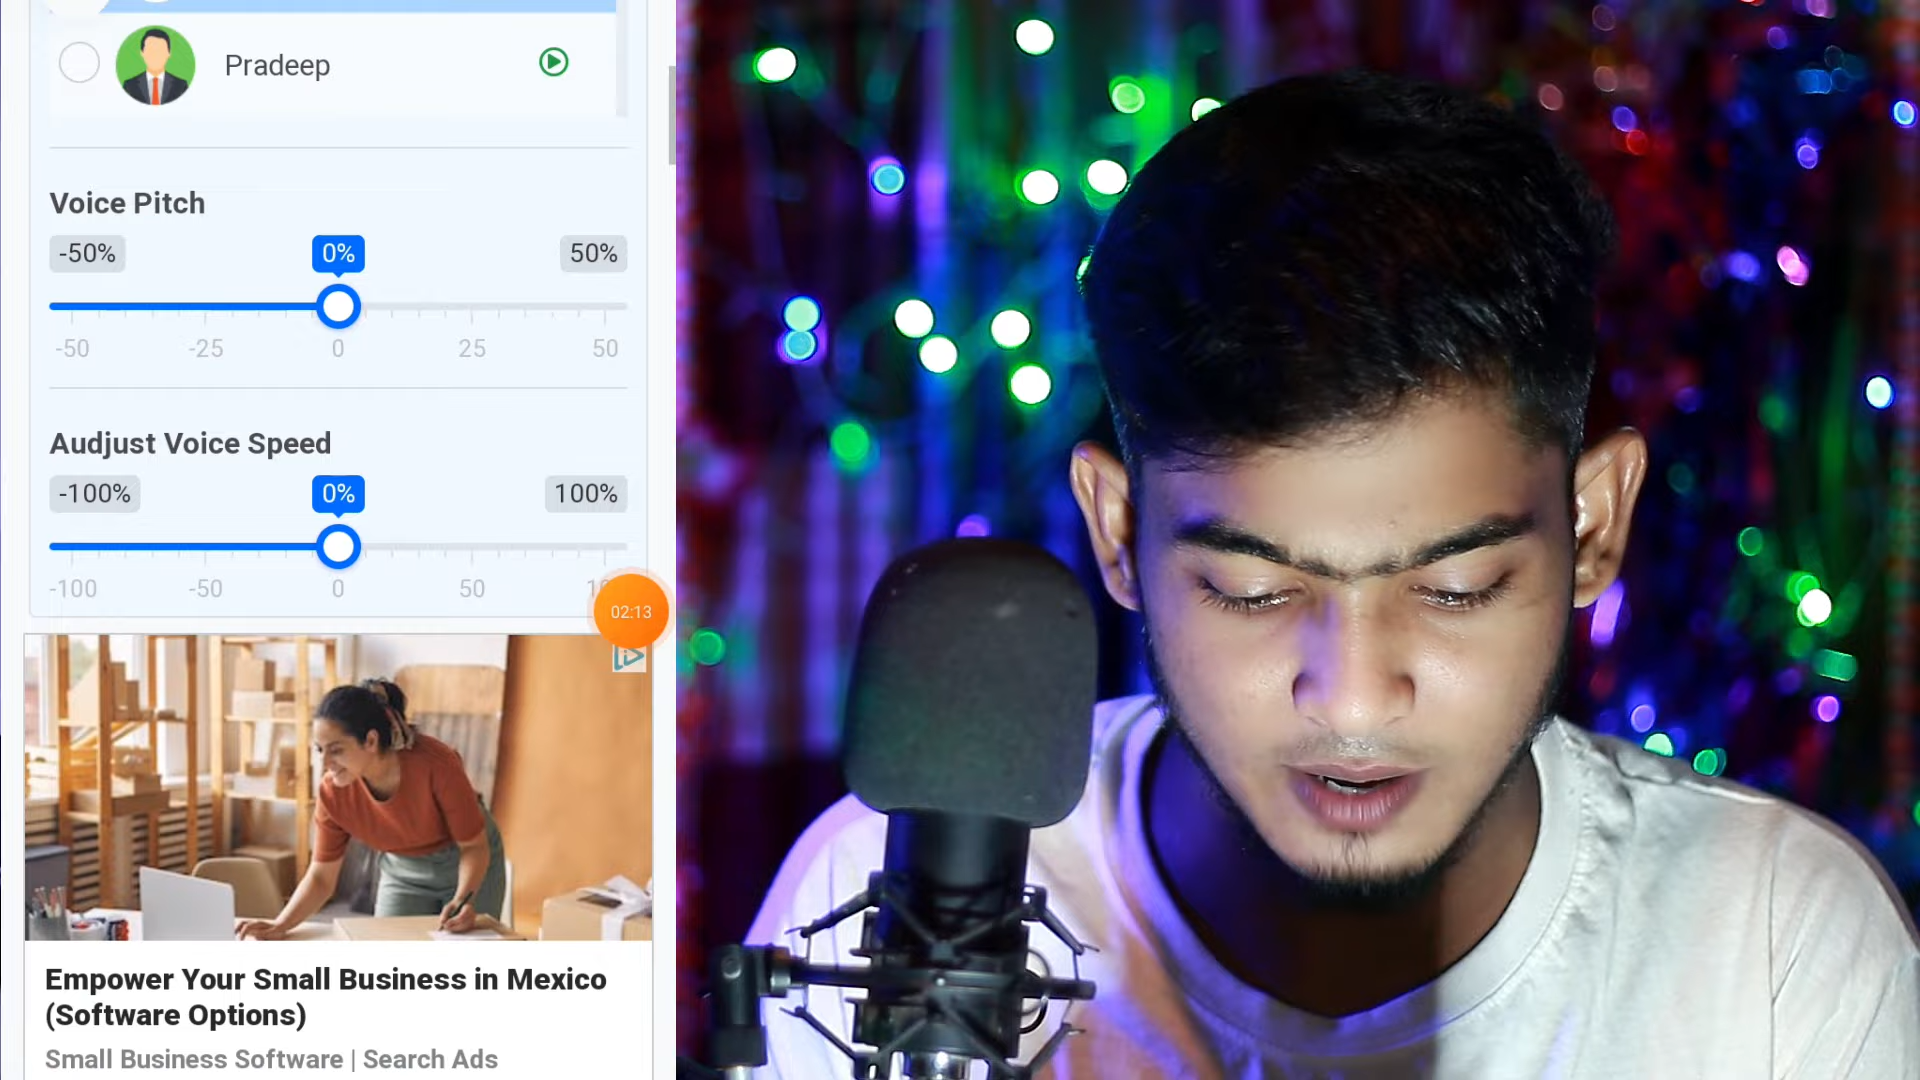 Pradeep
Voice Pitch
-50% 0% 50%
-50 -25 0 25 50
Audjust Voice Speed
-100% 0% 100%
-100 -50 0 50
02:13
Empower Your Small Business in Mexico
(Software Options)
Small Business Software | Search Ads